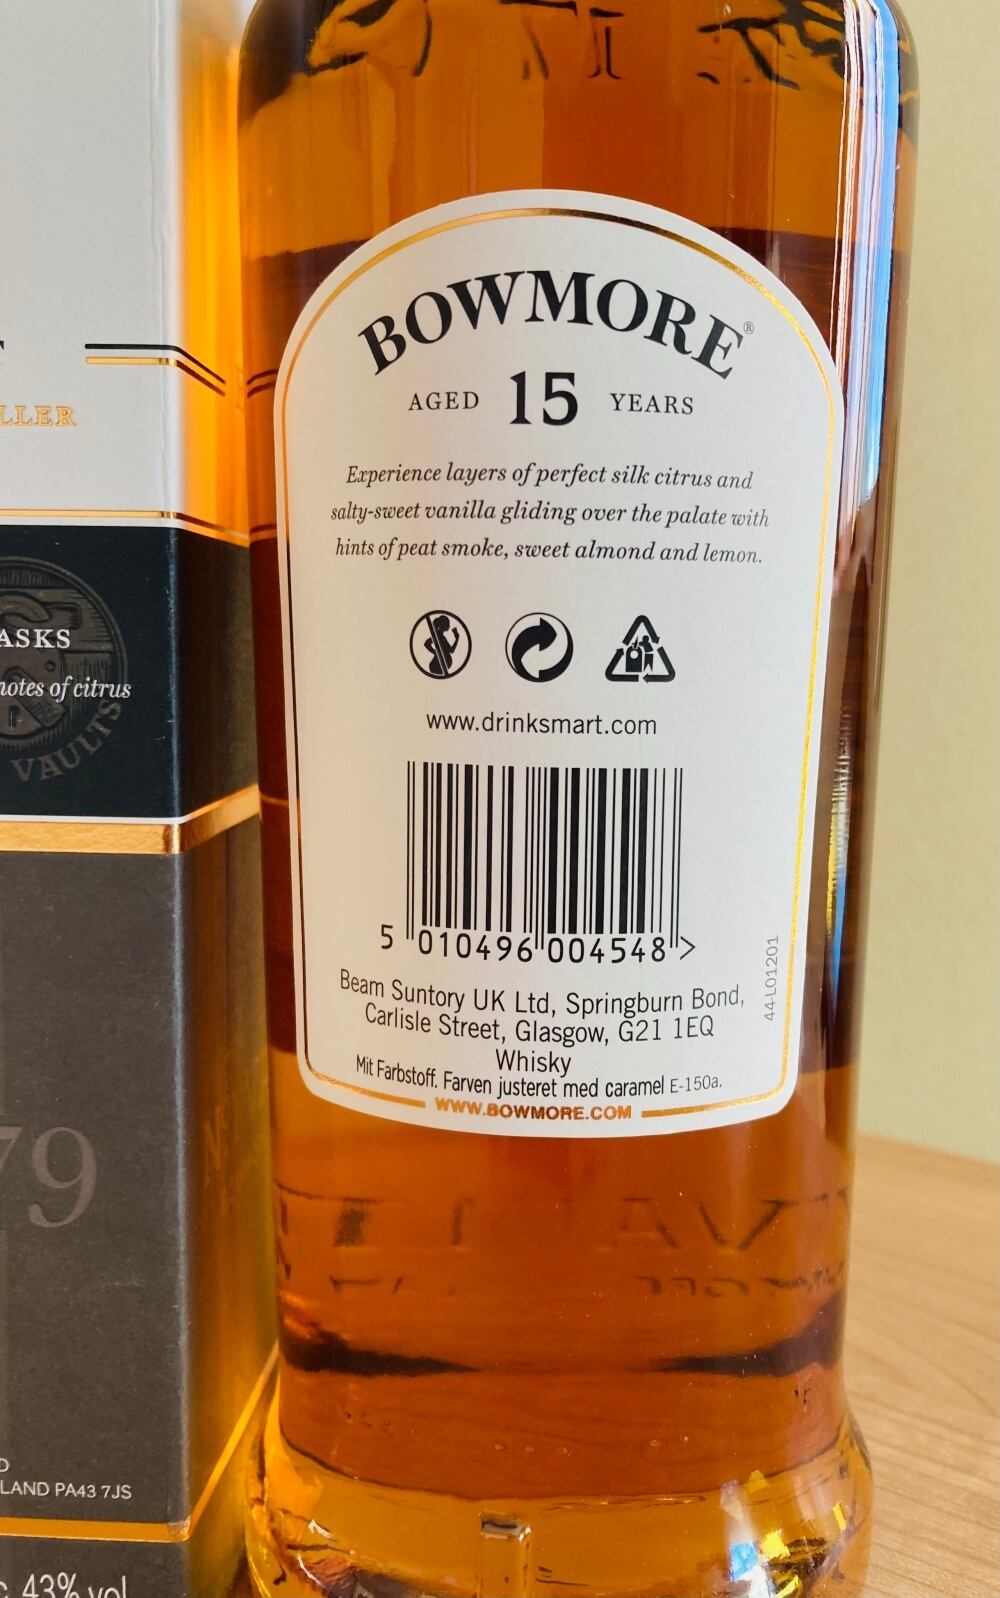 BOWMORE®
AGED 15 YEARS
Experience layers of perfect silk citrus and
salty-sweet vanilla gliding over the palate with
hints of peat smoke, sweet almond and lemon.
www.drinksmart.com
5 010496 004548 >
44-L01201
Beam Suntory UK Ltd, Springburn Bond,
Carlisle Street, Glasgow, G21 1EQ
Whisky
Mit Farbstoff. Farven justeret med caramel E-150a.
WWW.BOWMORE.COM
notes of citrus
VAULTS
79
PA43 7JS
43% vol